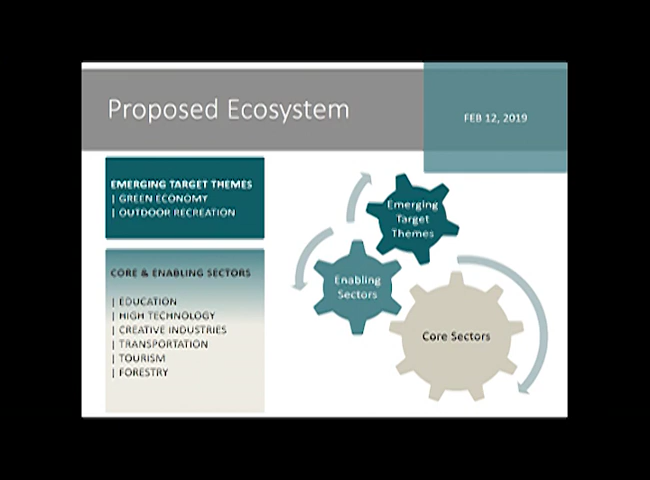 Proposed Ecosystem
FEB 12, 2019
EMERGING TARGET THEMES
| GREEN ECONOMY
| OUTDOOR RECREATION
CORE & ENABLING SECTORS
| EDUCATION
| HIGH TECHNOLOGY
| CREATIVE INDUSTRIES
| TRANSPORTATION
| TOURISM
| FORESTRY
Emerging
Target
Themes
Enabling
Sectors
Core Sectors